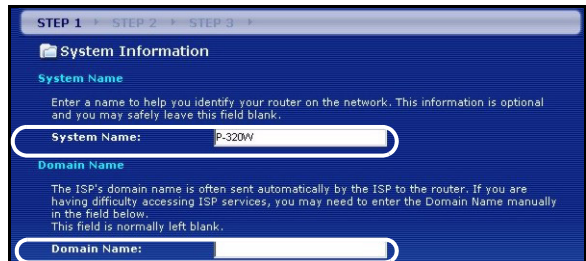 STEP 1 STEP 2 STEP 3
System Information
System Name
Enter a name to help you identify your router on the network. This information is optional
and you may safely leave this field blank.
System Name: P-320W
Domain Name
The ISP's domain name is often sent automatically by the ISP to the router. If you are
having difficulty accessing ISP services, you may need to enter the Domain Name manually
in the field below.
This field is normally left blank.
Domain Name: